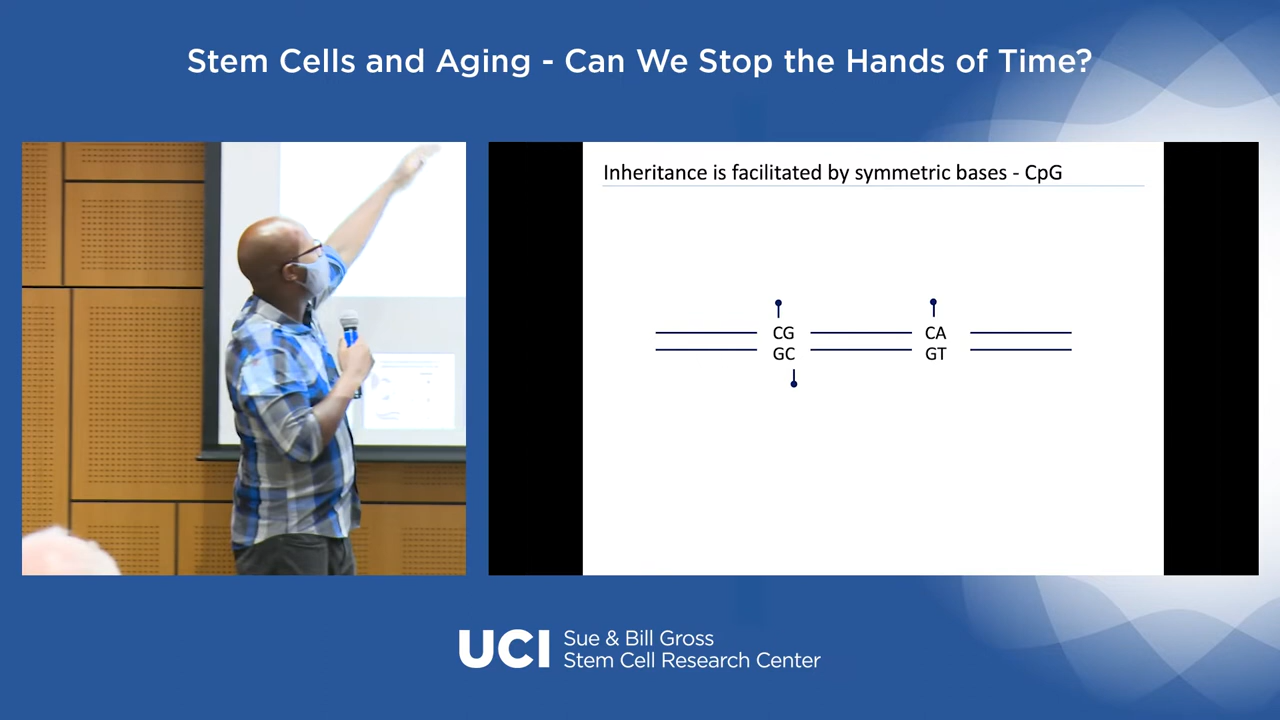 Stem Cells and Aging - Can We Stop the Hands of Time?
Inheritance is facilitated by symmetric bases - CpG
CG CA
GC GT
UCI Sue & Bill Gross
Stem Cell Research Center